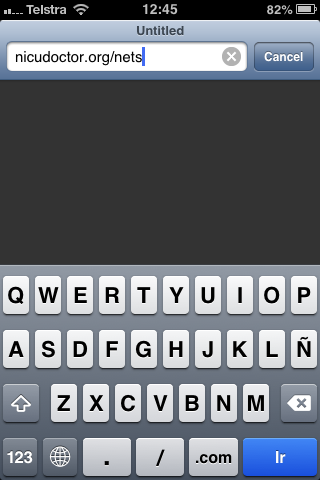 Telstra 12:45 82%
Untitled
nicudoctor.org/nets Cancel
Q W E R T Y U I O P
A S D F G H J K L Ñ
Z X C V B N M
123 . / .com Ir